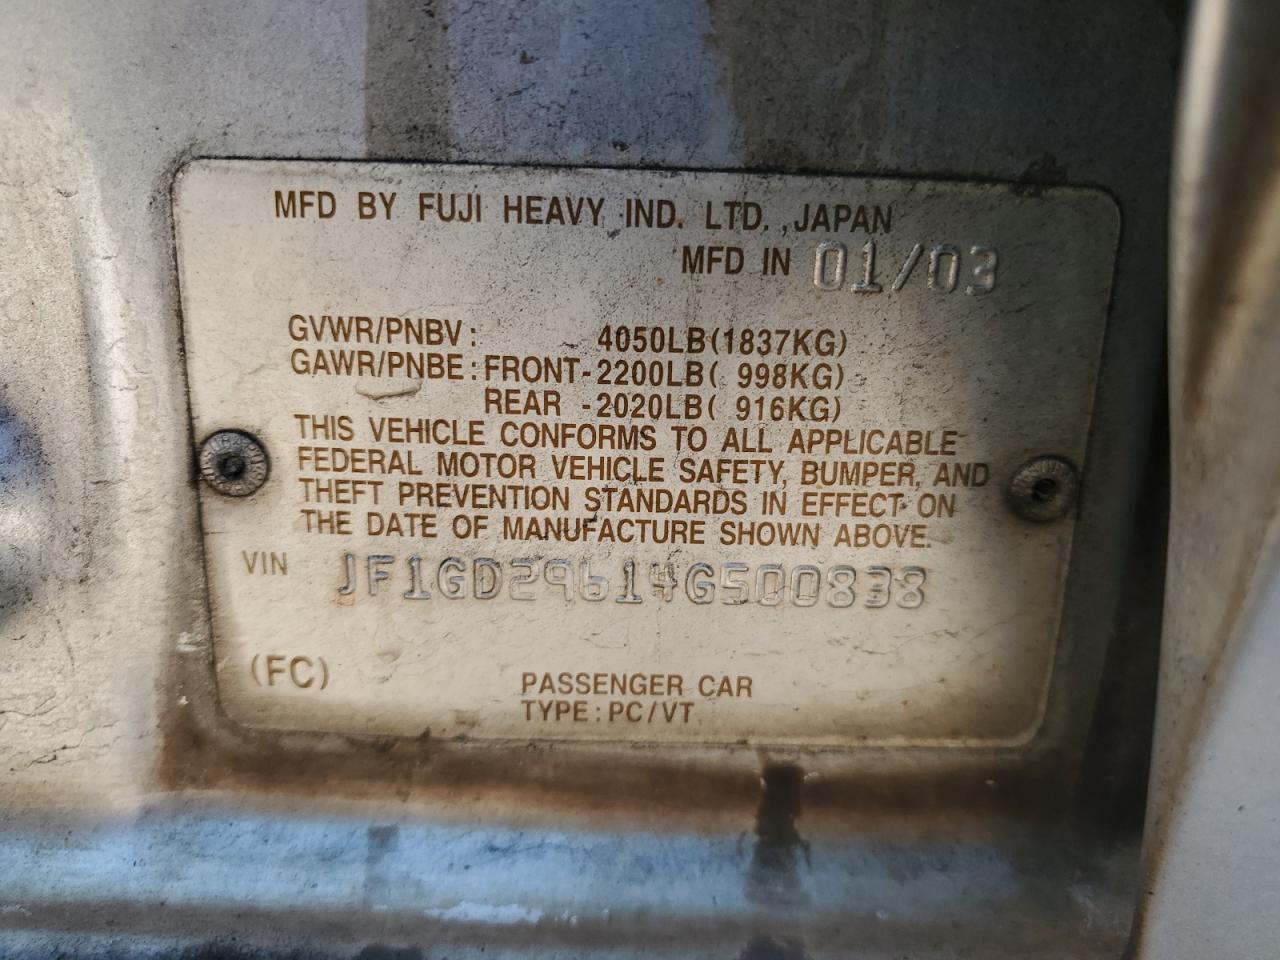 MFD BY FUJI HEAVY IND. LTD., JAPAN
MFD IN 01/03
GVWR/PNBV: 4050LB(1837KG)
GAWR/PNBE: FRONT-2200LB( 998KG)
REAR -2020LB( 916KG)
THIS VEHICLE CONFORMS TO ALL APPLICABLE
FEDERAL MOTOR VEHICLE SAFETY, BUMPER, AND
THEFT PREVENTION STANDARDS IN EFFECT ON
THE DATE OF MANUFACTURE SHOWN ABOVE.
VIN JF1GD29614G500838
(FC)
PASSENGER CAR
TYPE: PC/VT